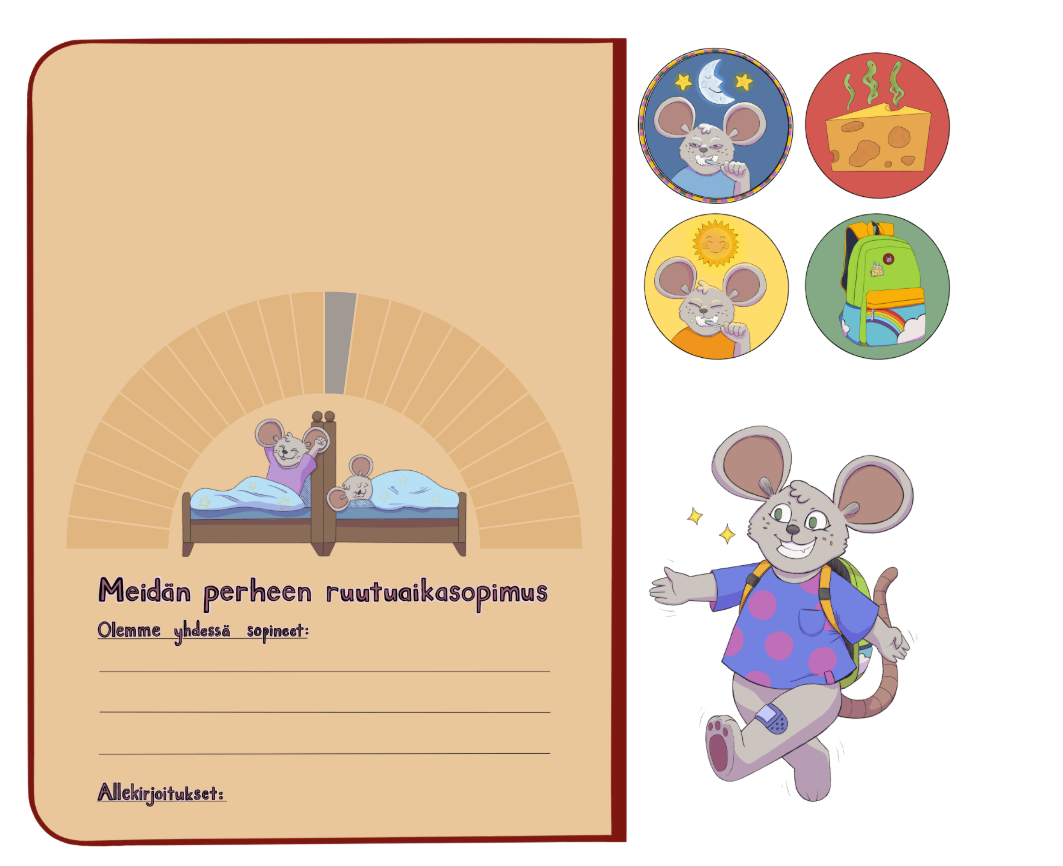 Meidän perheen ruutuaikasopimus
Olemme yhdessä sopineet:
Allekirjoitukset: